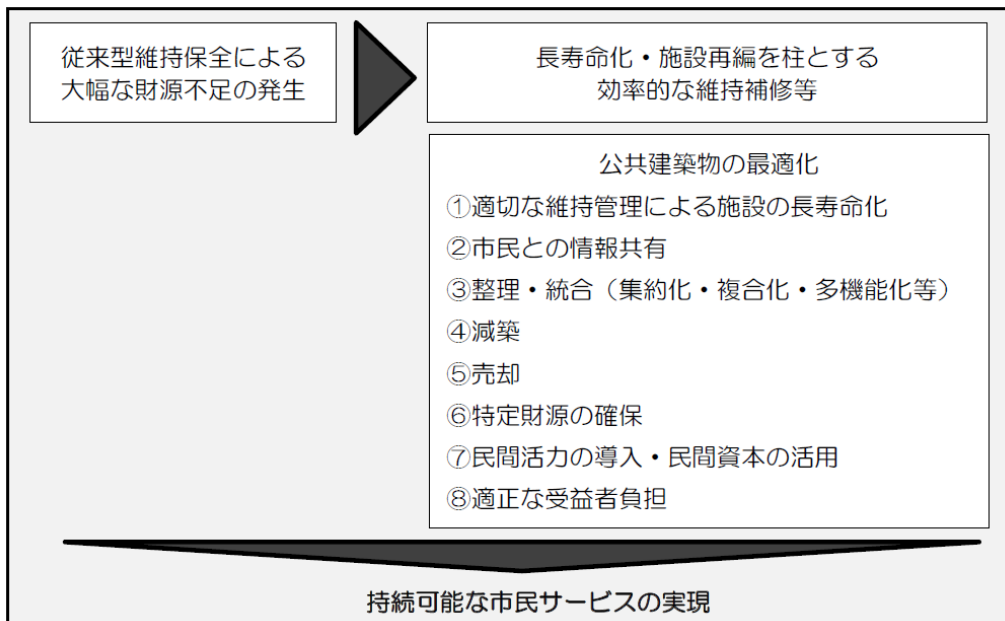 従来型維持保全による
大幅な財源不足の発生
長寿命化・施設再編を柱とする
効率的な維持補修等
公共建築物の最適化
①適切な維持管理による施設の長寿命化
②市民との情報共有
③整理・統合（集約化・複合化・多機能化等）
④減築
⑤売却
⑥特定財源の確保
⑦民間活力の導入・民間資本の活用
⑧適正な受益者負担
持続可能な市民サービスの実現